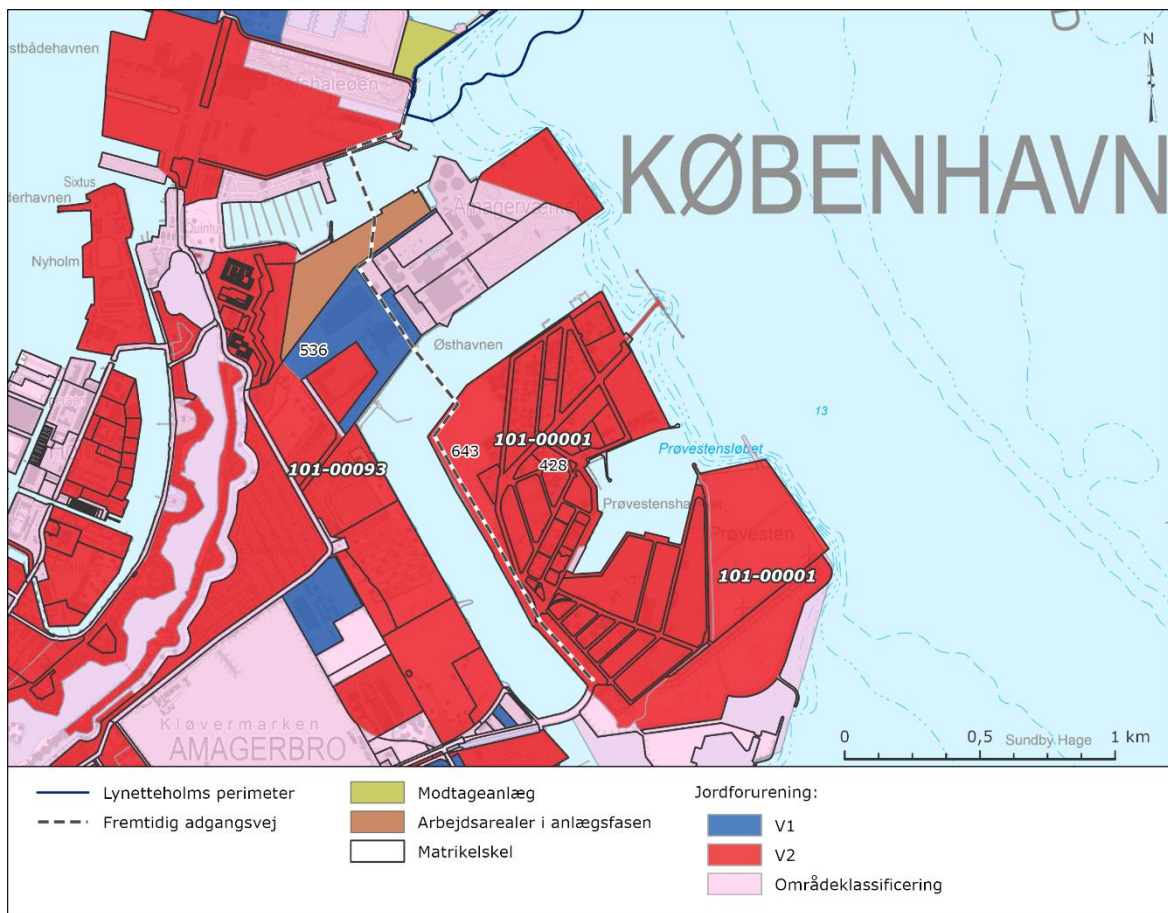 stbådehavnen
Refshaleøen
N
KØBENHAVN
Sixtus
derhavnen
Quintus
Nyholm
Østhavnen
536
13
643
101-00001
428
Prøvestensløbet
101-00093
Prøvesten
101-00001
Kløvermarken
AMAGERBRO
0 0,5 1 km
Sundby Hage
Lynetteholms perimeter
Fremtidig adgangsvej
Modtageanlæg
Arbejdsarealer i anlægsfasen
Matrikelskel
Jordforurening:
V1
V2
Områdeklassificering